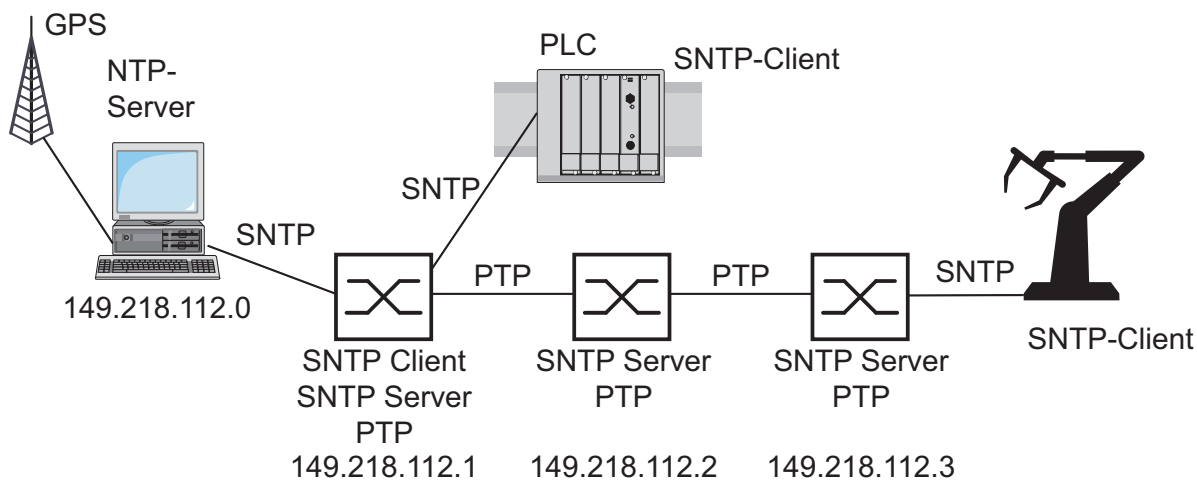 GPS
NTP-
Server
PLC
SNTP-Client
SNTP
SNTP
PTP
PTP
SNTP
149.218.112.0
SNTP Client
SNTP Server
PTP
149.218.112.1
SNTP Server
PTP
149.218.112.2
SNTP Server
PTP
149.218.112.3
SNTP-Client